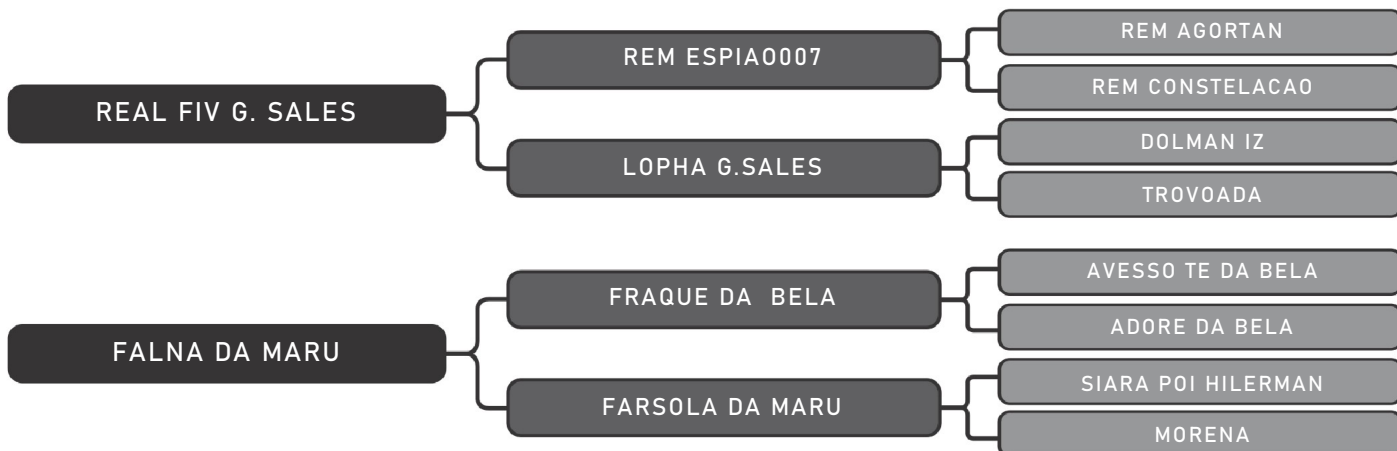 REM AGORTAN
REM ESPIAO007
REM CONSTELACAO
REAL FIV G. SALES
DOLMAN IZ
LOPHA G.SALES
TROVOADA
AVESSO TE DA BELA
FRAQUE DA BELA
ADORE DA BELA
FALNA DA MARU
SIARA POI HILERMAN
FARSOLA DA MARU
MORENA